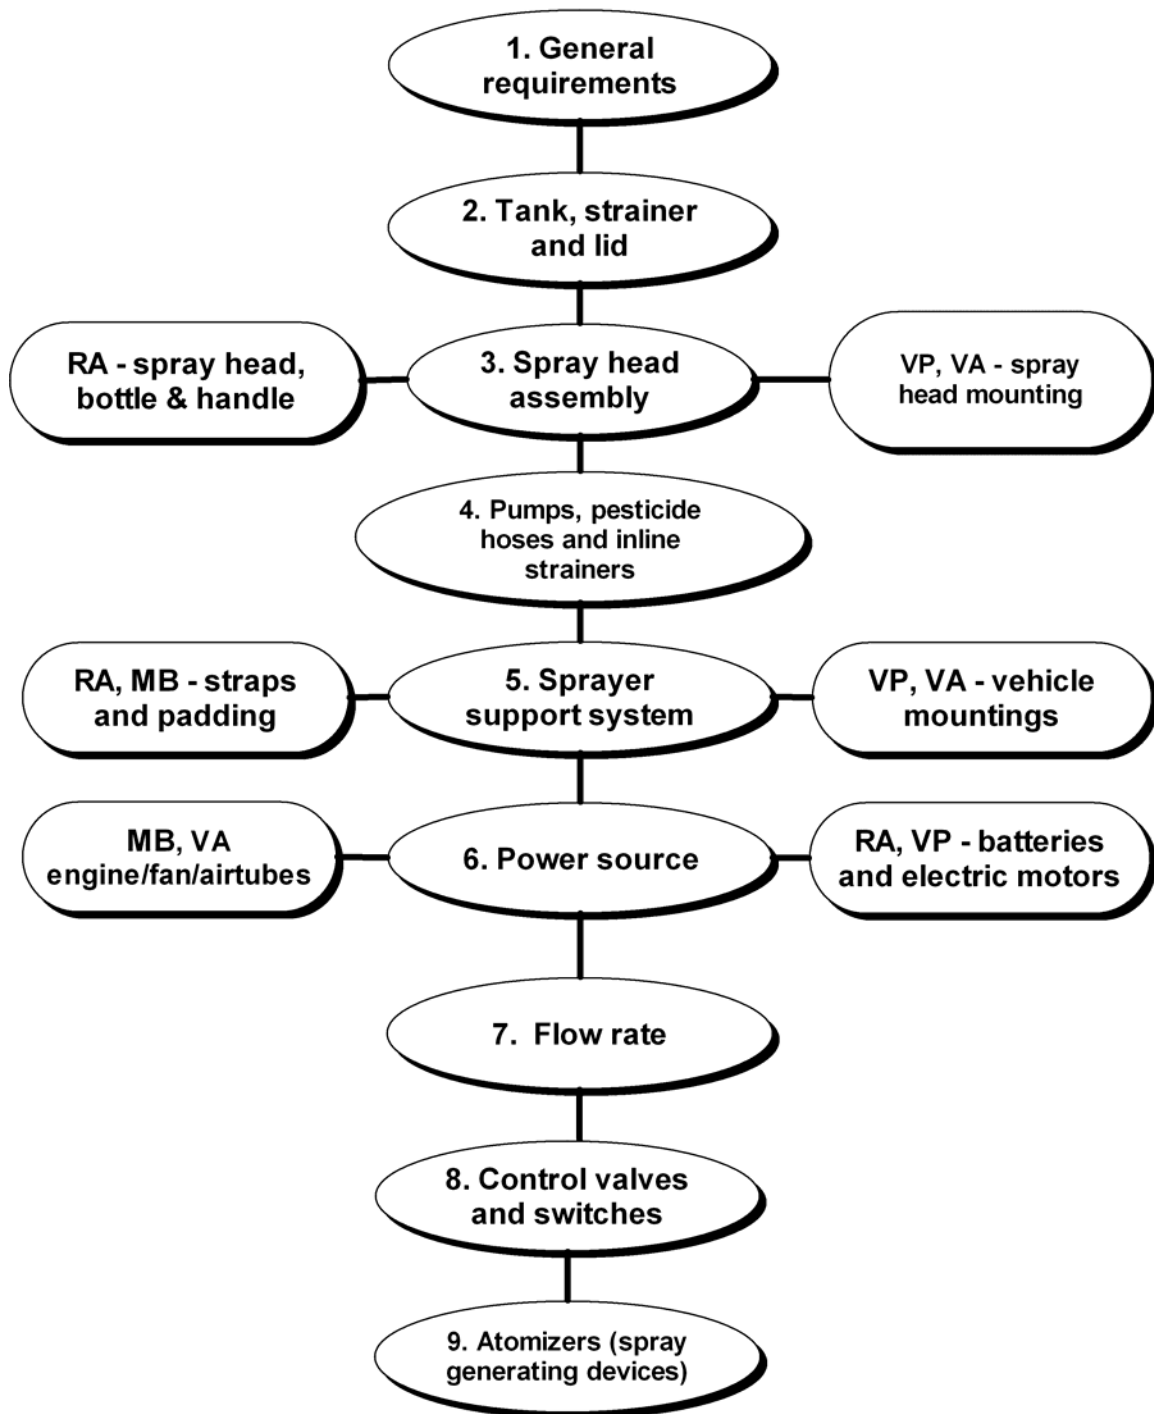 1. General
requirements
2. Tank, strainer
and lid
RA - spray head,
bottle & handle
3. Spray head
assembly
VP, VA - spray
head mounting
4. Pumps, pesticide
hoses and inline
strainers
RA, MB - straps
and padding
5. Sprayer
support system
VP, VA - vehicle
mountings
MB, VA
engine/fan/airtubes
6. Power source
RA, VP - batteries
and electric motors
7. Flow rate
8. Control valves
and switches
9. Atomizers (spray
generating devices)